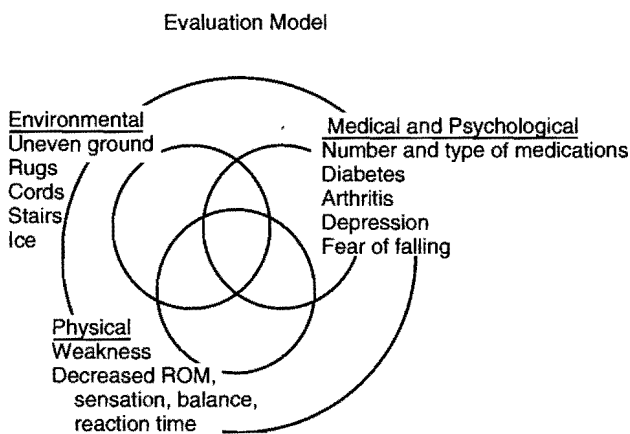 Evaluation Model
Environmental
Uneven ground
Rugs
Cords
Stairs
Ice
Medical and Psychological
Number and type of medications
Diabetes
Arthritis
Depression
Fear of falling
Physical
Weakness
Decreased ROM,
sensation, balance,
reaction time